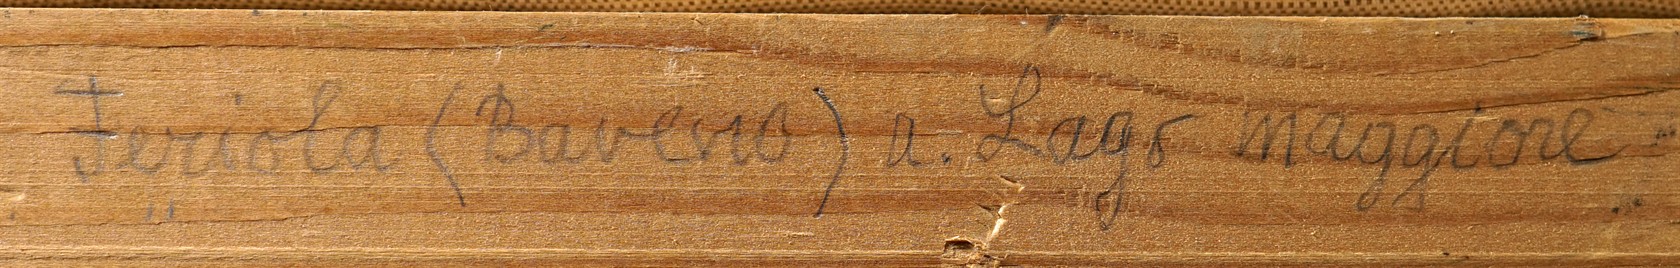 Feriola (Baveno) a. Lago maggiore